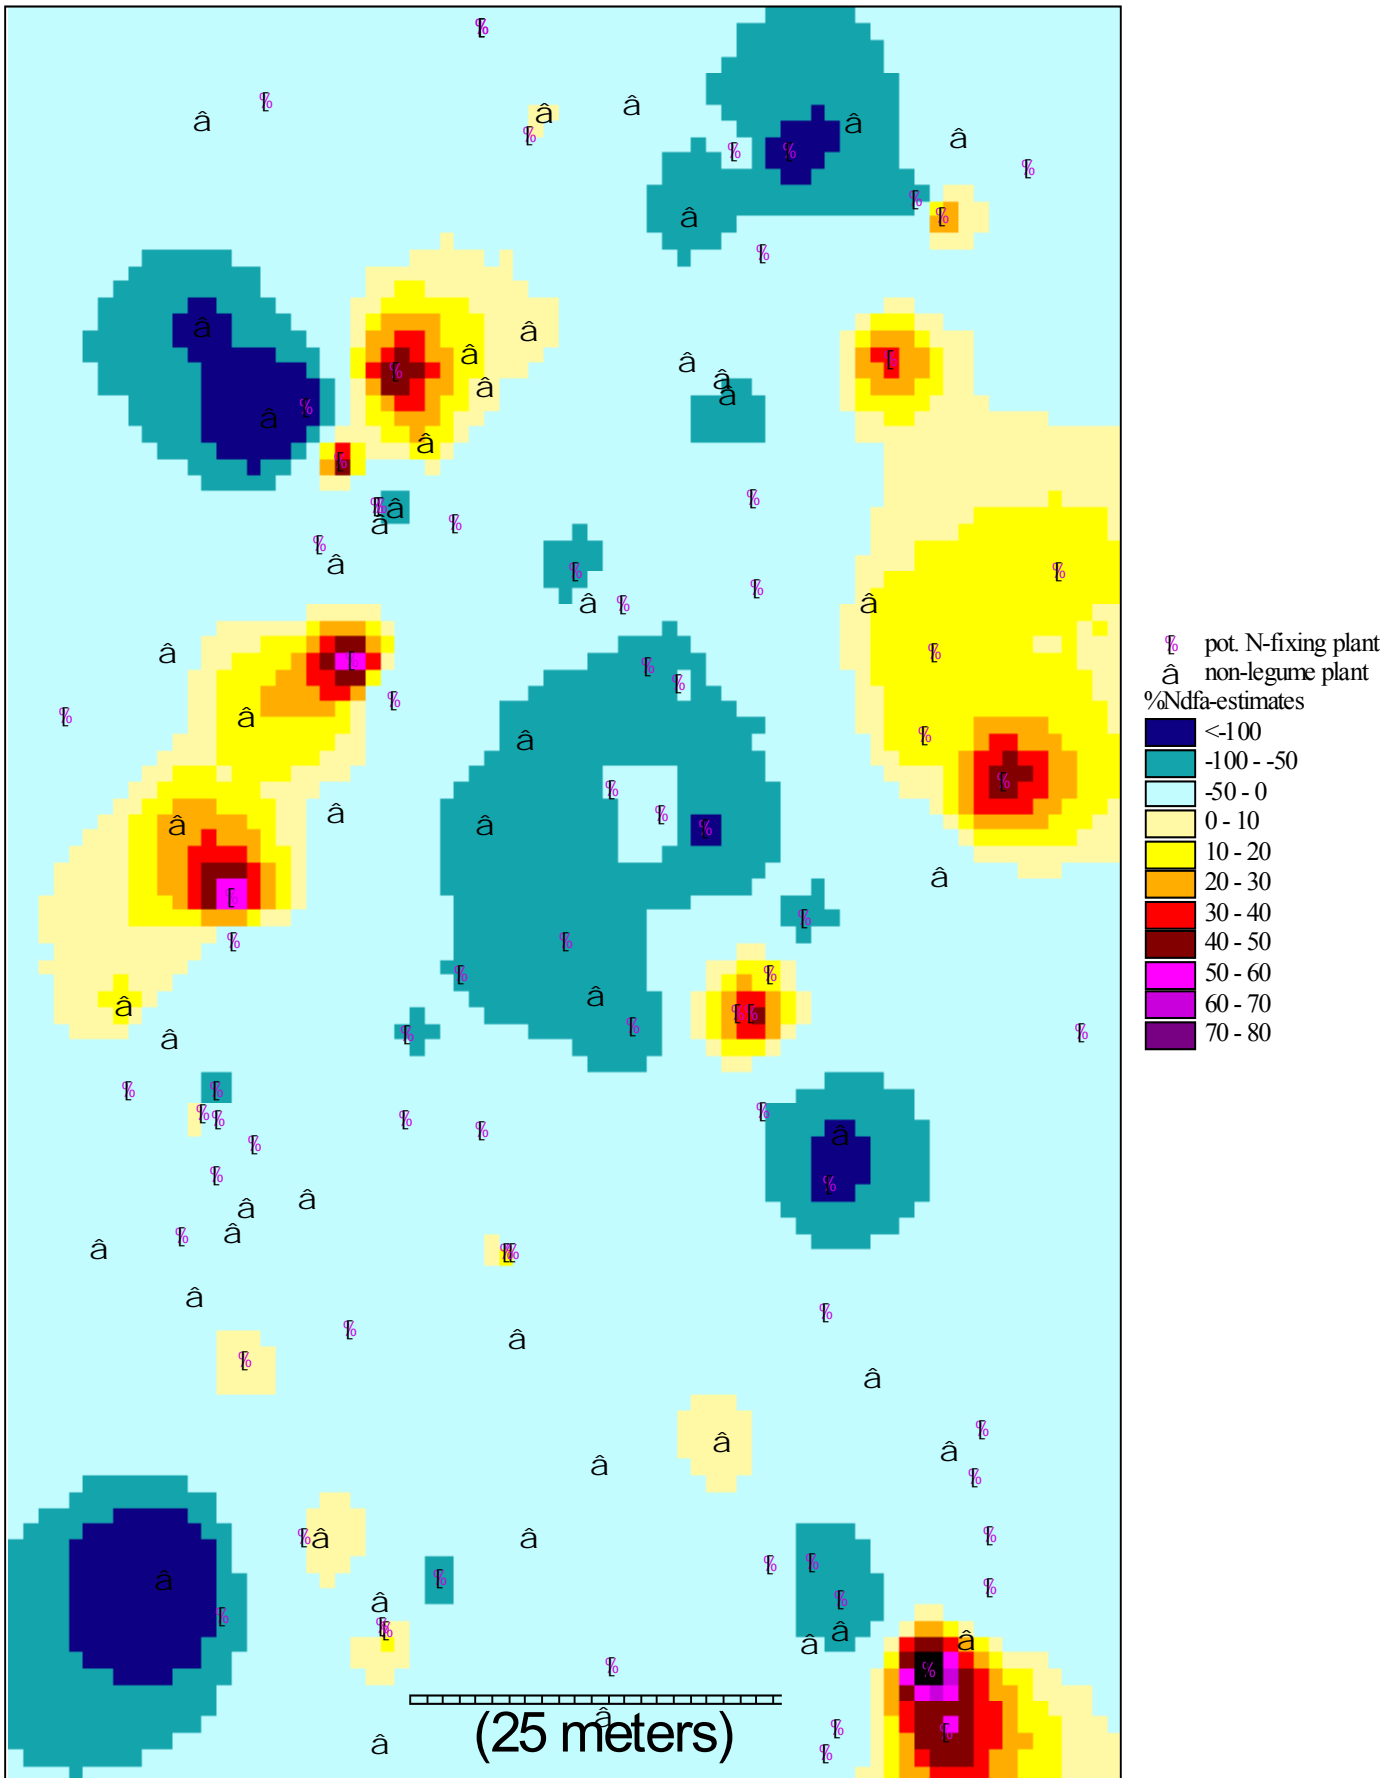 pot. N-fixing plant
non-legume plant
%Ndfa-estimates
<-100
-100 - -50
-50 - 0
0 - 10
10 - 20
20 - 30
30 - 40
40 - 50
50 - 60
60 - 70
70 - 80
(25 meters)